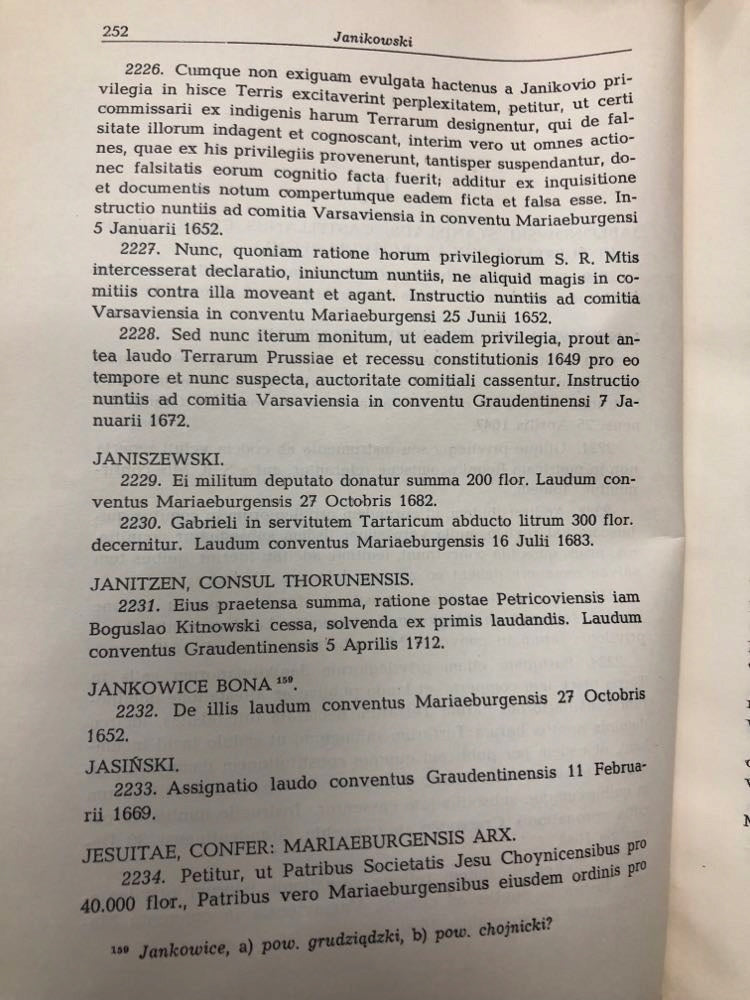 252
Janikowski
2226. Cumque non exiguam evulgata hactenus a Janikovio pri-
vilegia in hisce Terris excitaverint perplexitatem, petitur, ut certi
commissarii ex indigenis harum Terrarum designentur, qui de fal-
sitate illorum indagent et cognoscant, interim vero ut omnes actio-
nes, quae ex his privilegiis provenerunt, tantisper suspendantur, do-
nec falsitatis eorum cognitio facta fuerit; additur ex inquisitione
et documentis notum compertumque eadem ficta et falsa esse. In-
structio nuntiis ad comitia Varsaviensia in conventu Mariaeburgensi
5 Januarii 1652.
2227. Nunc, quoniam ratione horum privilegiorum S. R. Mtis
intercesserat declaratio, iniunctum nuntiis, ne aliquid magis in co-
mitiis contra illa moveant et agant. Instructio nuntiis ad comitia
Varsaviensia in conventu Mariaeburgensi 25 Junii 1652.
2228. Sed nunc iterum monitum, ut eadem privilegia, prout an-
tea laudo Terrarum Prussiae et recessu constitutionis 1649 pro eo
tempore et nunc suspecta, auctoritate comitiali cassentur. Instructio
nuntiis ad comitia Varsaviensia in conventu Graudentinensi 7 Ja-
nuarii 1672.
JANISZEWSKI.
2229. Ei militum deputato donatur summa 200 flor. Laudum con-
ventus Mariaeburgensis 27 Octobris 1682.
2230. Gabrieli in servitutem Tartaricum abducto litrum 300 flor.
decernitur. Laudum conventus Mariaeburgensis 16 Julii 1683.
JANITZEN, CONSUL THORUNENSIS.
2231. Eius praetensa summa, ratione postae Petricoviensis iam
Boguslao Kitnowski cessa, solvenda ex primis laudandis. Laudum
conventus Graudentinensis 5 Aprilis 1712.
JANKOWICE BONA ¹⁵⁹.
2232. De illis laudum conventus Mariaeburgensis 27 Octobris
1652.
JASIŃSKI.
2233. Assignatio laudo conventus Graudentinensis 11 Februa-
rii 1669.
JESUITAE, CONFER: MARIAEBURGENSIS ARX.
2234. Petitur, ut Patribus Societatis Jesu Choynicensibus pro
40.000 flor., Patribus vero Mariaeburgensibus eiusdem ordinis pro
¹⁵⁹ Jankowice, a) pow. grudziądzki, b) pow. chojnicki?